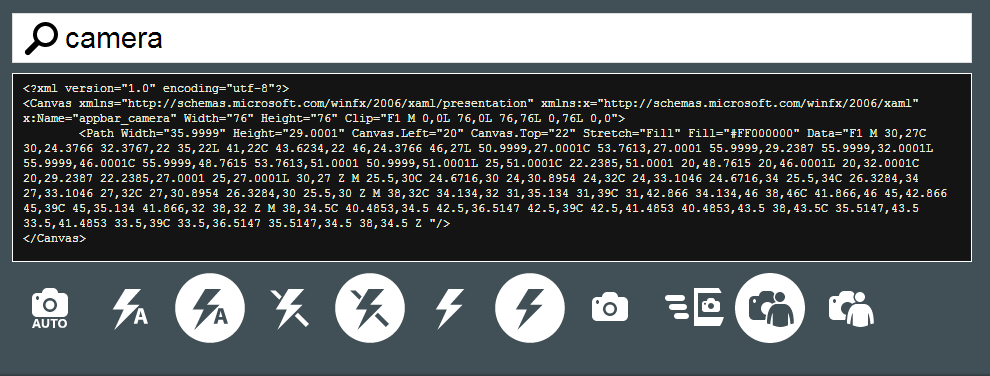 camera
<?xml version="1.0" encoding="utf-8"?>
<Canvas xmlns="http://schemas.microsoft.com/winfx/2006/xaml/presentation" xmlns:x="http://schemas.microsoft.com/winfx/2006/xaml"
x:Name="appbar_camera" Width="76" Height="76" Clip="F1 M 0,0L 76,0L 76,76L 0,76L 0,0">
<Path Width="35.9999" Height="29.0001" Canvas.Left="20" Canvas.Top="22" Stretch="Fill" Fill="#FF000000" Data="F1 M 30,27C
30,24.3766 32.3767,22 35,22L 41,22C 43.6234,22 46,24.3766 46,27L 50.9999,27.0001C 53.7613,27.0001 55.9999,29.2387 55.9999,32.0001L
55.9999,46.0001C 55.9999,48.7615 53.7613,51.0001 50.9999,51.0001L 25,51.0001C 22.2385,51.0001 20,48.7615 20,46.0001L 20,32.0001C
20,29.2387 22.2385,27.0001 25,27.0001L 30,27 Z M 25.5,30C 24.6716,30 24,30.8954 24,32C 24,33.1046 24.6716,34 25.5,34C 26.3284,34
27,33.1046 27,32C 27,30.8954 26.3284,30 25.5,30 Z M 38,32C 34.134,32 31,35.134 31,39C 31,42.866 34.134,46 38,46C 41.866,46 45,42.866
45,39C 45,35.134 41.866,32 38,32 Z M 38,34.5C 40.4853,34.5 42.5,36.5147 42.5,39C 42.5,41.4853 40.4853,43.5 38,43.5C 35.5147,43.5
33.5,41.4853 33.5,39C 33.5,36.5147 35.5147,34.5 38,34.5 Z "/>
</Canvas>
AUTO
A
A